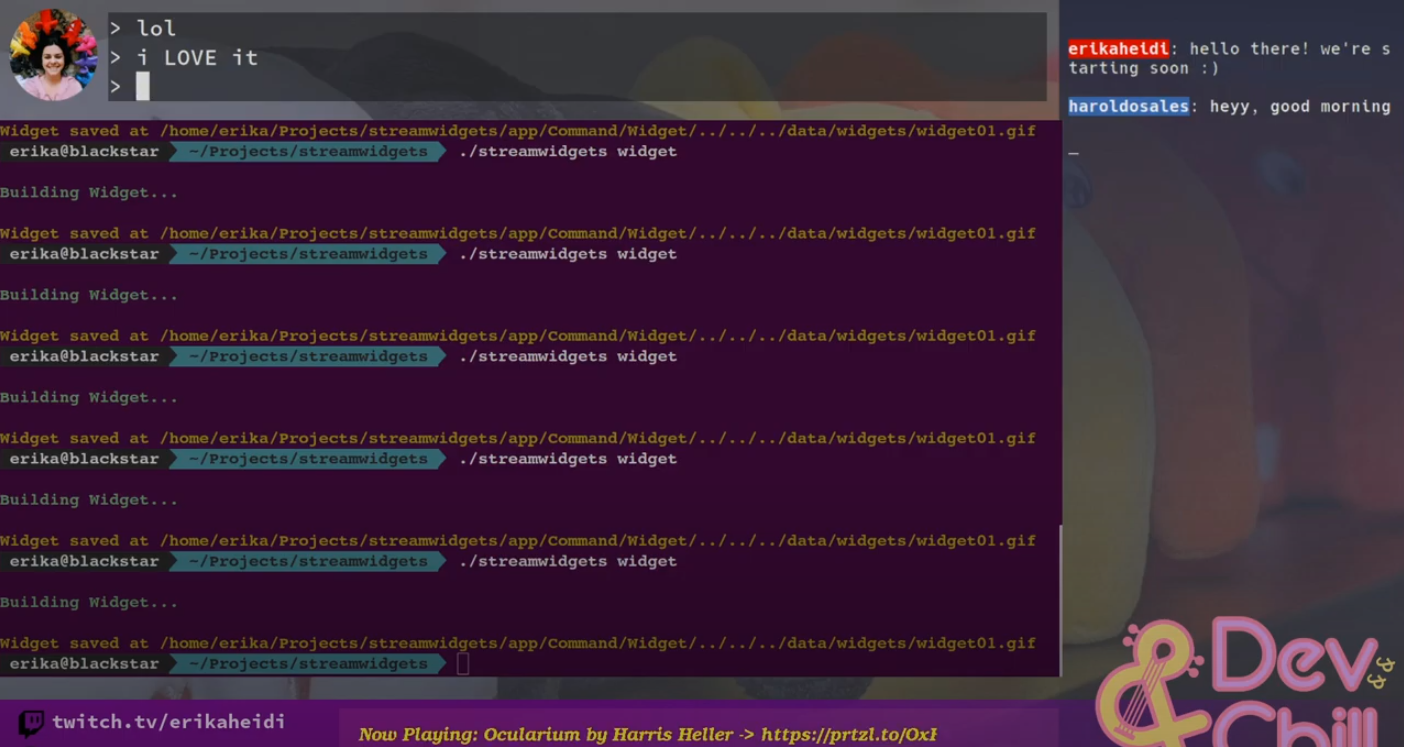 > lol
> i LOVE it
>
erikaheidi: hello there! we're s
tarting soon :)
haroldosales: heyy, good morning
_
Widget saved at /home/erika/Projects/streamwidgets/app/Command/Widget/../../../data/widgets/widget01.gif
erika@blackstar ~/Projects/streamwidgets ./streamwidgets widget
Building Widget...
Widget saved at /home/erika/Projects/streamwidgets/app/Command/Widget/../../../data/widgets/widget01.gif
erika@blackstar ~/Projects/streamwidgets ./streamwidgets widget
Building Widget...
Widget saved at /home/erika/Projects/streamwidgets/app/Command/Widget/../../../data/widgets/widget01.gif
erika@blackstar ~/Projects/streamwidgets ./streamwidgets widget
Building Widget...
Widget saved at /home/erika/Projects/streamwidgets/app/Command/Widget/../../../data/widgets/widget01.gif
erika@blackstar ~/Projects/streamwidgets ./streamwidgets widget
Building Widget...
Widget saved at /home/erika/Projects/streamwidgets/app/Command/Widget/../../../data/widgets/widget01.gif
erika@blackstar ~/Projects/streamwidgets ./streamwidgets widget
Building Widget...
Widget saved at /home/erika/Projects/streamwidgets/app/Command/Widget/../../../data/widgets/widget01.gif
erika@blackstar ~/Projects/streamwidgets
twitch.tv/erikaheidi
Now Playing: Ocularium by Harris Heller -> https://prtzl.to/Ox
& Dev
Chill